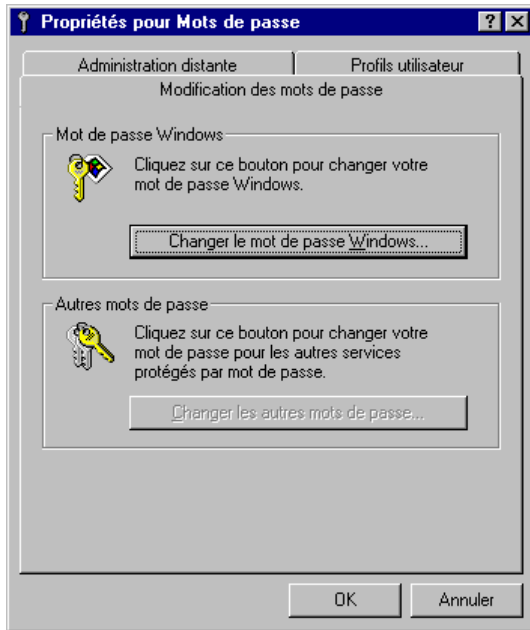 Propriétés pour Mots de passe
Administration distante
Profils utilisateur
Modification des mots de passe
Mot de passe Windows
Cliquez sur ce bouton pour changer votre
mot de passe Windows.
Changer le mot de passe Windows...
Autres mots de passe
Cliquez sur ce bouton pour changer votre
mot de passe pour les autres services
protégés par mot de passe.
Changer les autres mots de passe...
OK
Annuler